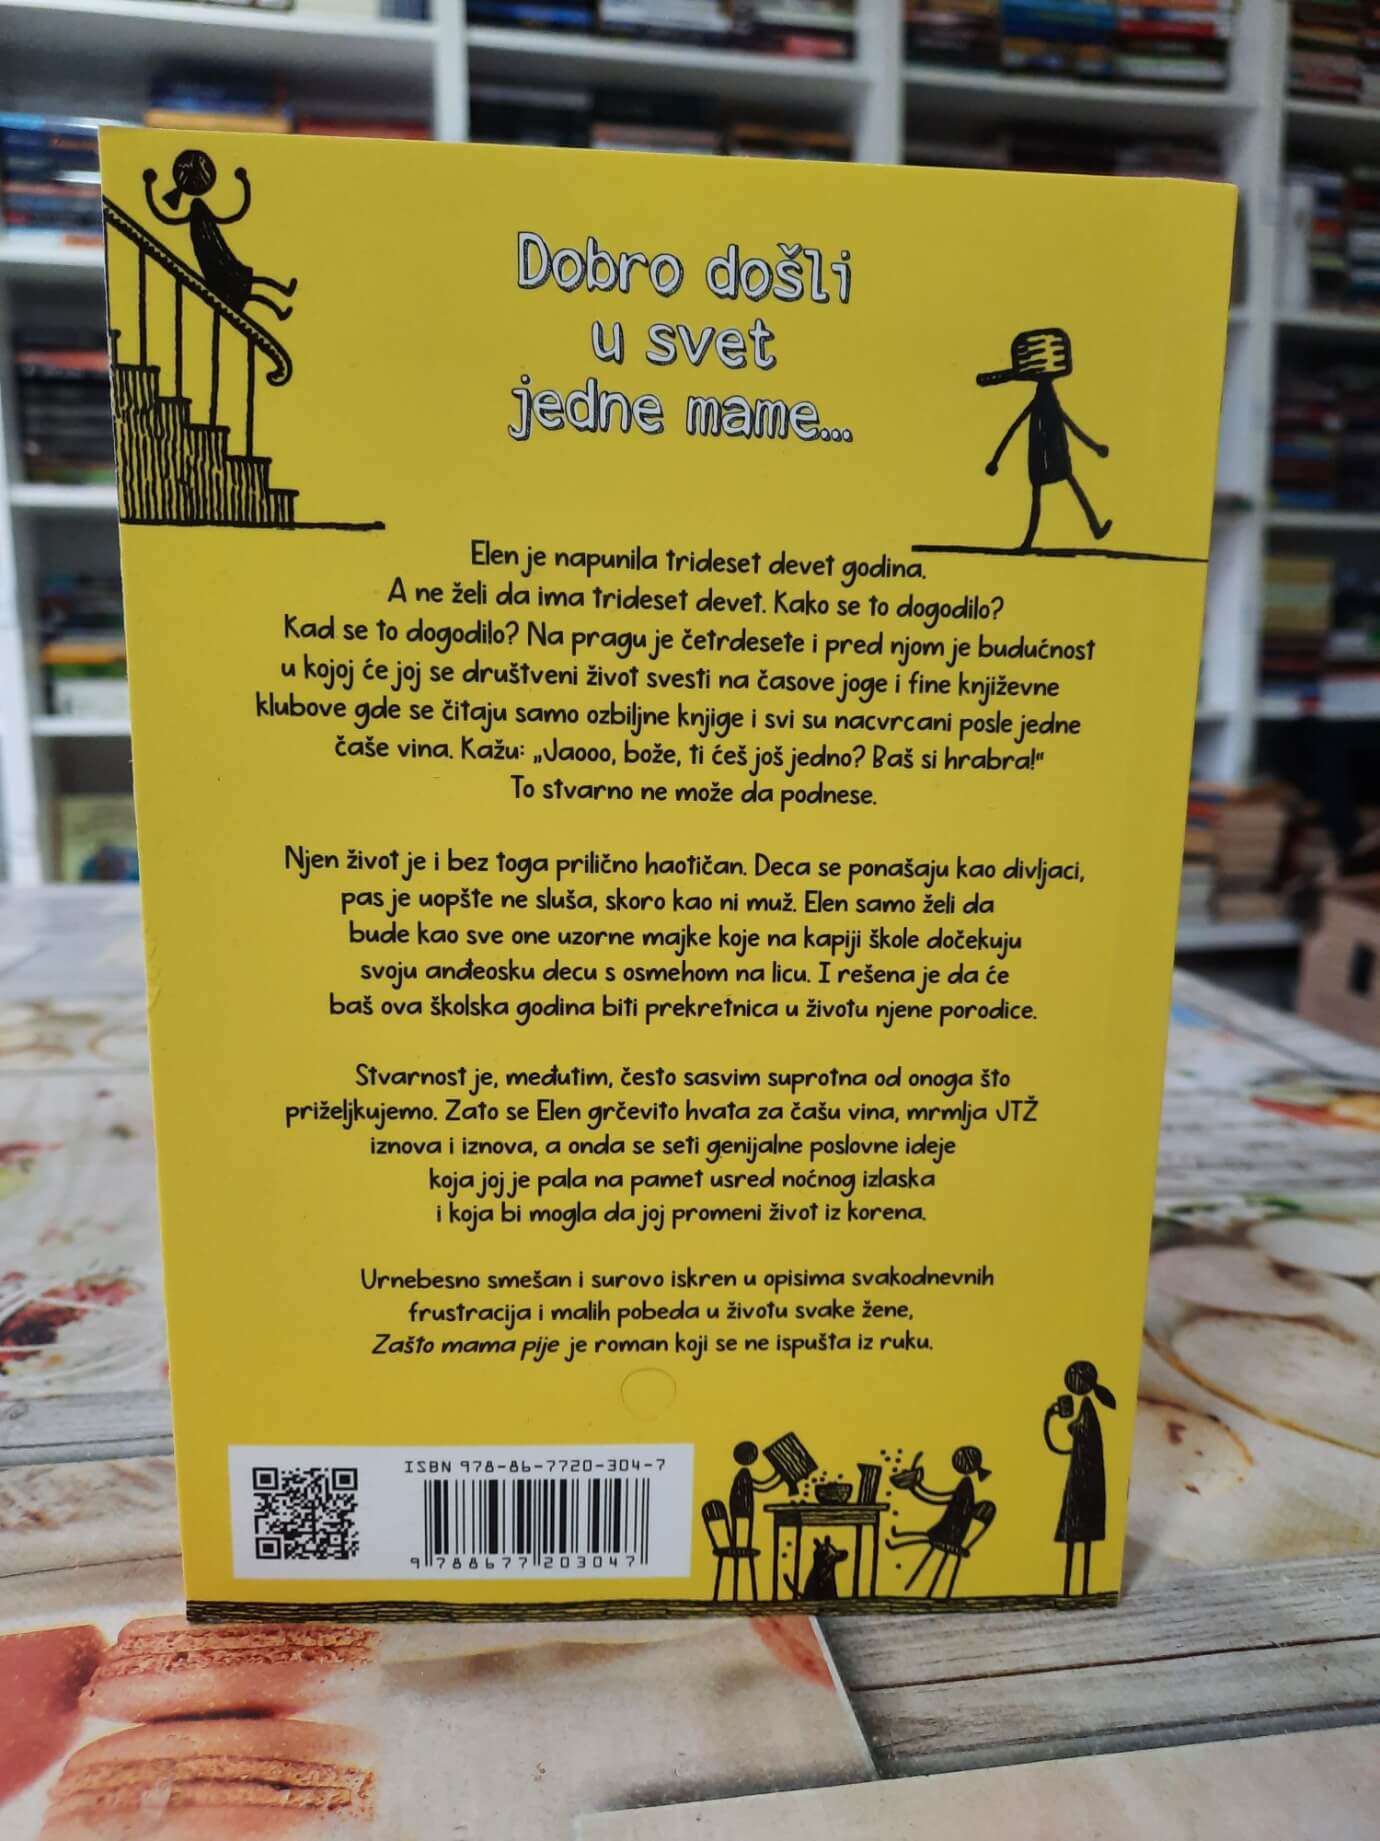 Dobro došli
u svet
jedne mame...
Elen je napunila trideset devet godina.
A ne želi da ima trideset devet. Kako se to dogodilo?
Kad se to dogodilo? Na pragu je četrdesete i pred njom je budućnost
u kojoj će joj se društveni život svesti na časove joge i fine književne
klubove gde se čitaju samo ozbiljne knjige i svi su nacvrcani posle jedne
čaše vina. Kažu: „Jaooo, bože, ti ćeš još jedno? Baš si hrabra!“
To stvarno ne može da podnese.
Njen život je i bez toga prilično haotičan. Deca se ponašaju kao divljaci,
pas je uopšte ne sluša, skoro kao ni muž. Elen samo želi da
bude kao sve one uzorne majke koje na kapiji škole dočekuju
svoju anđeosku decu s osmehom na licu. I rešena je da će
baš ova školska godina biti prekretnica u životu njene porodice.
Stvarnost je, međutim, često sasvim suprotna od onoga što
priželjkujemo. Zato se Elen grčevito hvata za čašu vina, mrmlja JTŽ
iznova i iznova, a onda se seti genijalne poslovne ideje
koja joj je pala na pamet usred noćnog izlaska
i koja bi mogla da joj promeni život iz korena.
Urnebesno smešan i surovo iskren u opisima svakodnevnih
frustracija i malih pobeda u životu svake žene,
Zašto mama pije je roman koji se ne ispušta iz ruku.
ISBN 978-86-7720-304-7
9 788677 203047